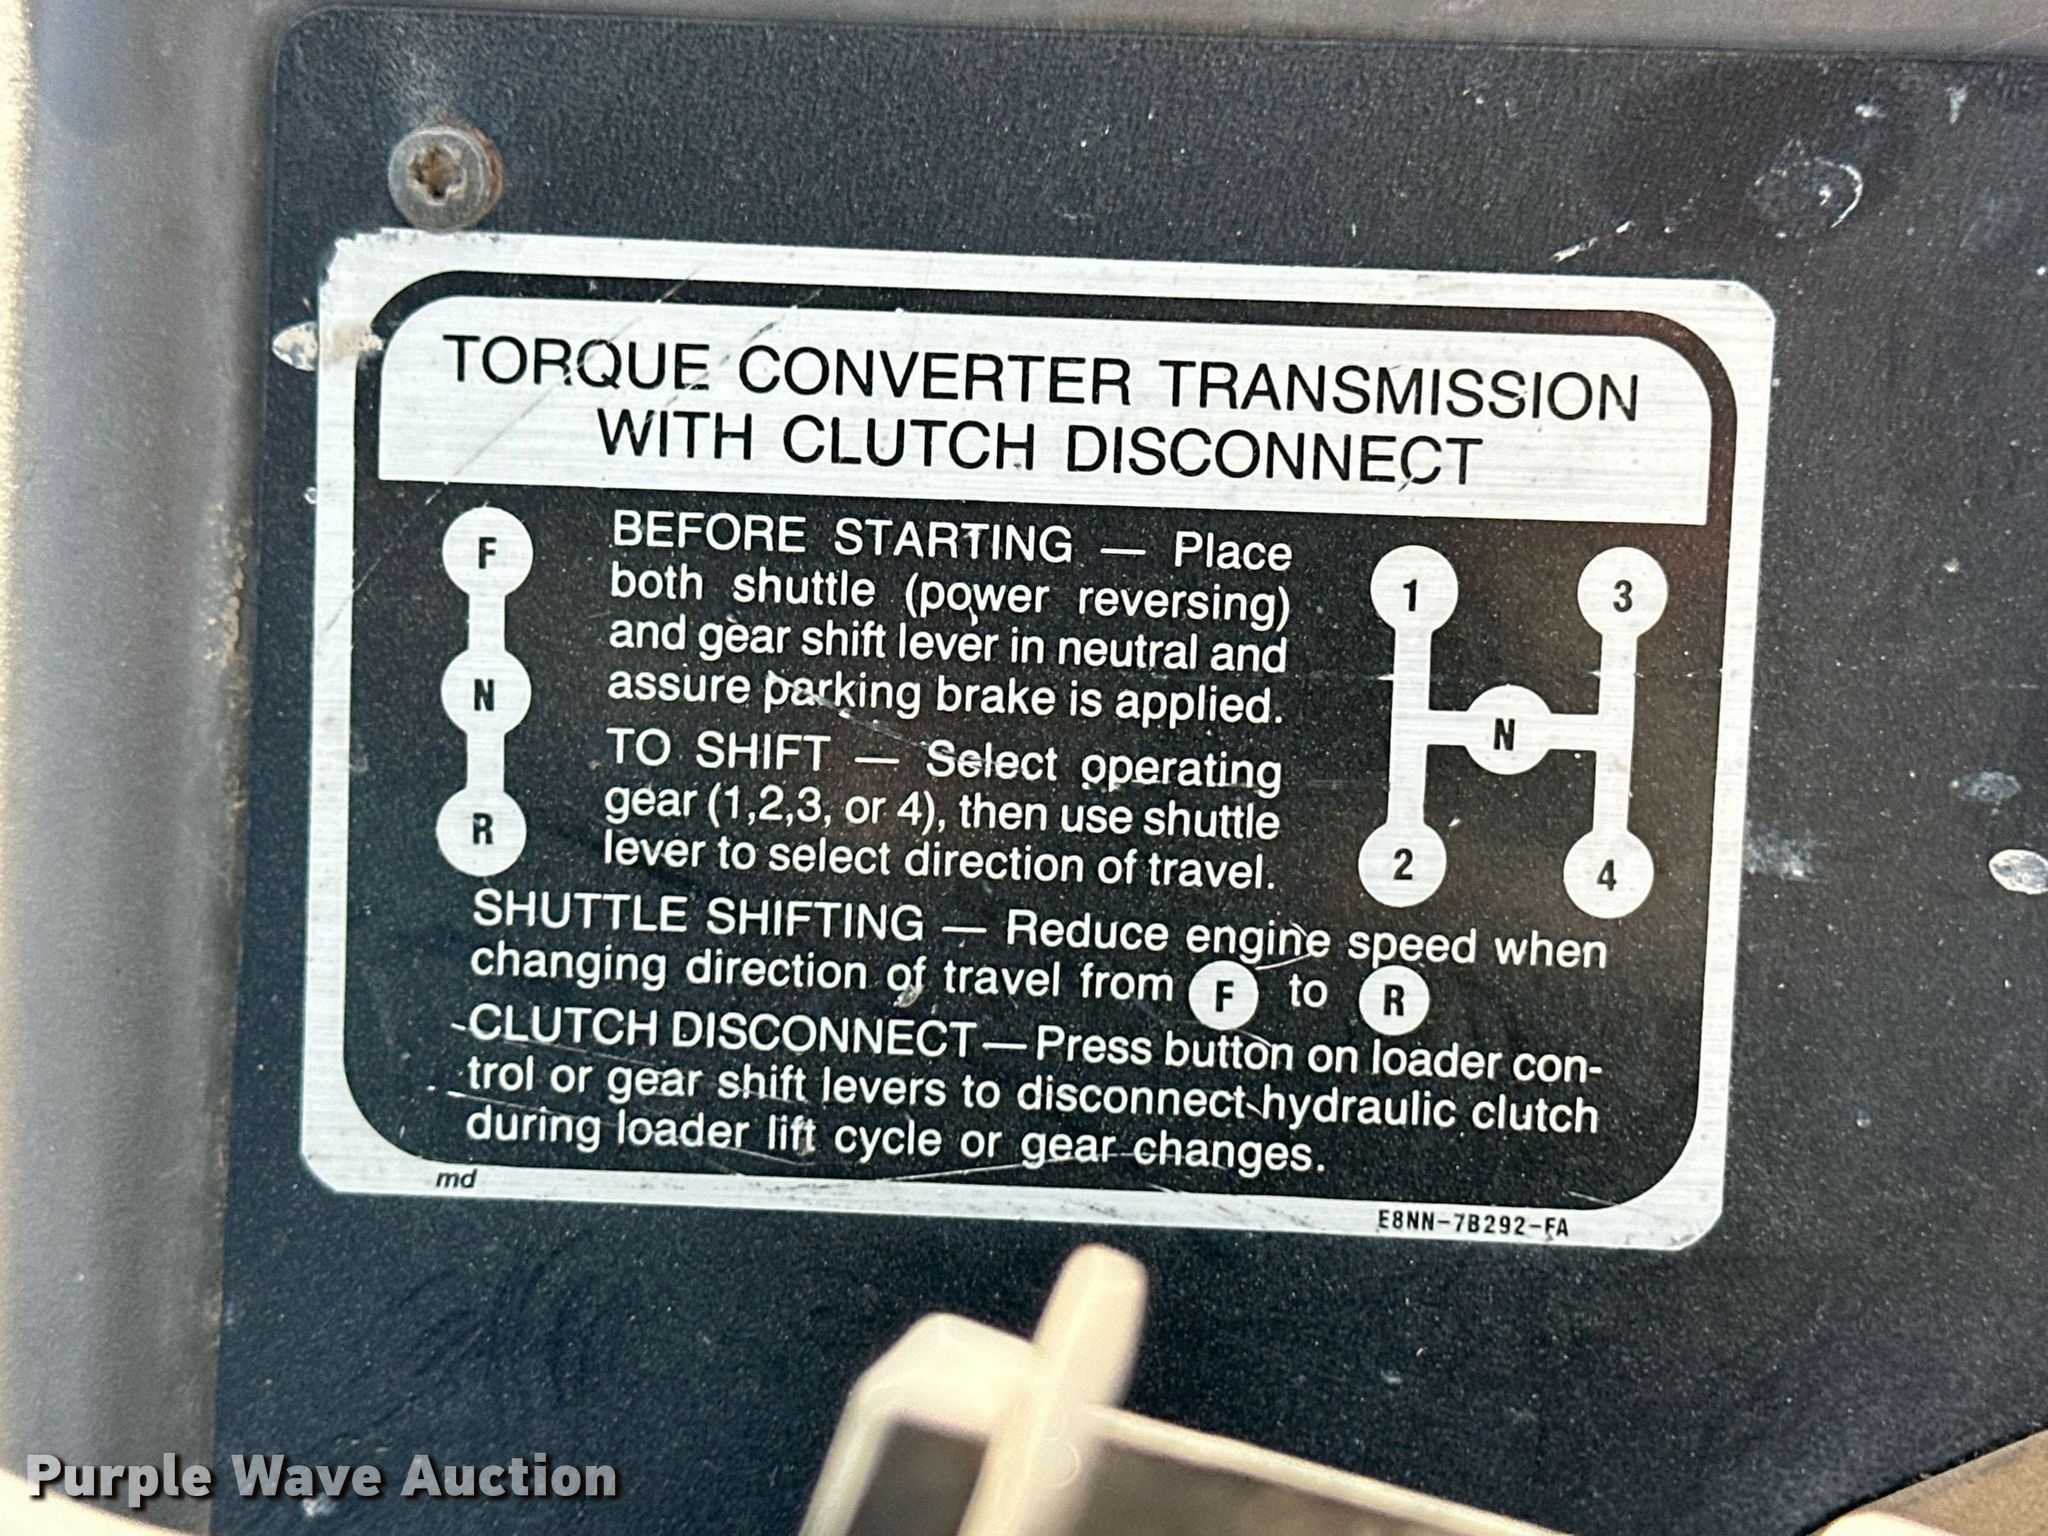 TORQUE CONVERTER TRANSMISSION
WITH CLUTCH DISCONNECT
F
N
R
BEFORE STARTING — Place
both shuttle (power reversing)
and gear shift lever in neutral and
assure parking brake is applied.
TO SHIFT — Select operating
gear (1,2,3, or 4), then use shuttle
lever to select direction of travel.
1 3
N
2 4
SHUTTLE SHIFTING — Reduce engine speed when
changing direction of travel from F to R
CLUTCH DISCONNECT — Press button on loader con-
trol or gear shift levers to disconnect hydraulic clutch
during loader lift cycle or gear changes.
md
E8NN-7B292-FA
Purple Wave Auction